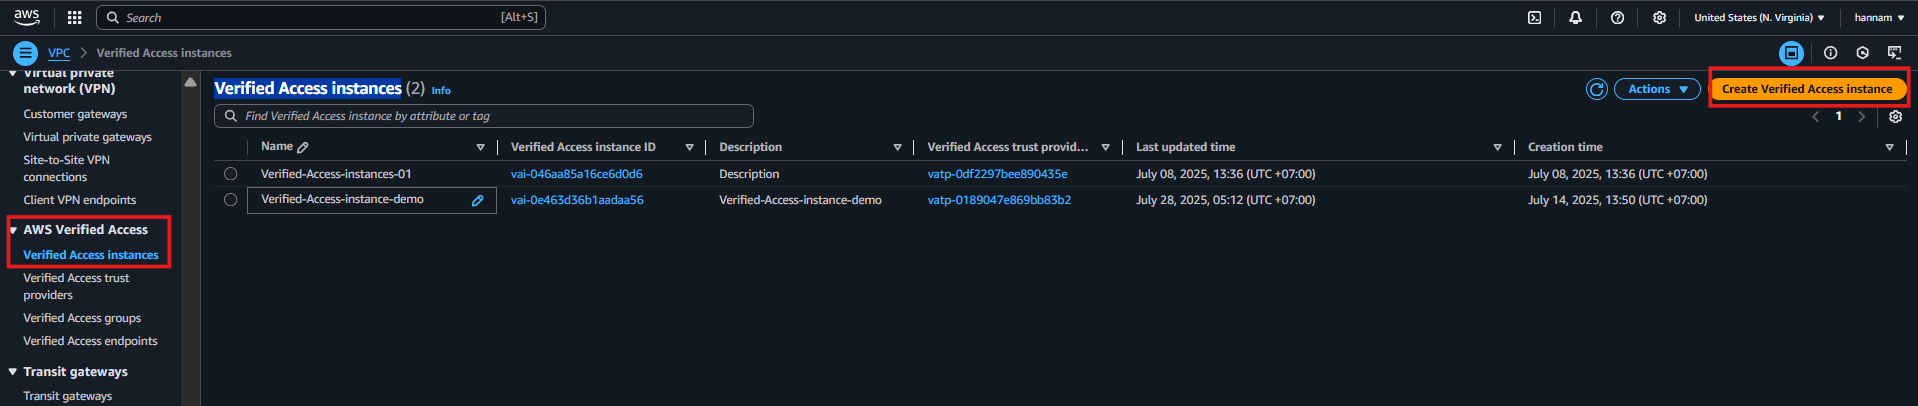 aws
Search [Alt+S]
United States (N. Virginia)
hannam
VPC
Verified Access instances
Virtual private
network (VPN)
Customer gateways
Virtual private gateways
Site-to-Site VPN
connections
Client VPN endpoints
AWS Verified Access
Verified Access instances
Verified Access trust
providers
Verified Access groups
Verified Access endpoints
Transit gateways
Transit gateways
Verified Access instances (2) Info
Actions
Create Verified Access instance
Find Verified Access instance by attribute or tag
1
Name Verified Access instance ID Description Verified Access trust provid... Last updated time Creation time
Verified-Access-instances-01 vai-046aa85a16ce6d0d6 Description vatp-0df2297bee890435e July 08, 2025, 13:36 (UTC +07:00) July 08, 2025, 13:36 (UTC +07:00)
Verified-Access-instance-demo vai-0e463d36b1aadaa56 Verified-Access-instance-demo vatp-0189047e869bb83b2 July 28, 2025, 05:12 (UTC +07:00) July 14, 2025, 13:50 (UTC +07:00)